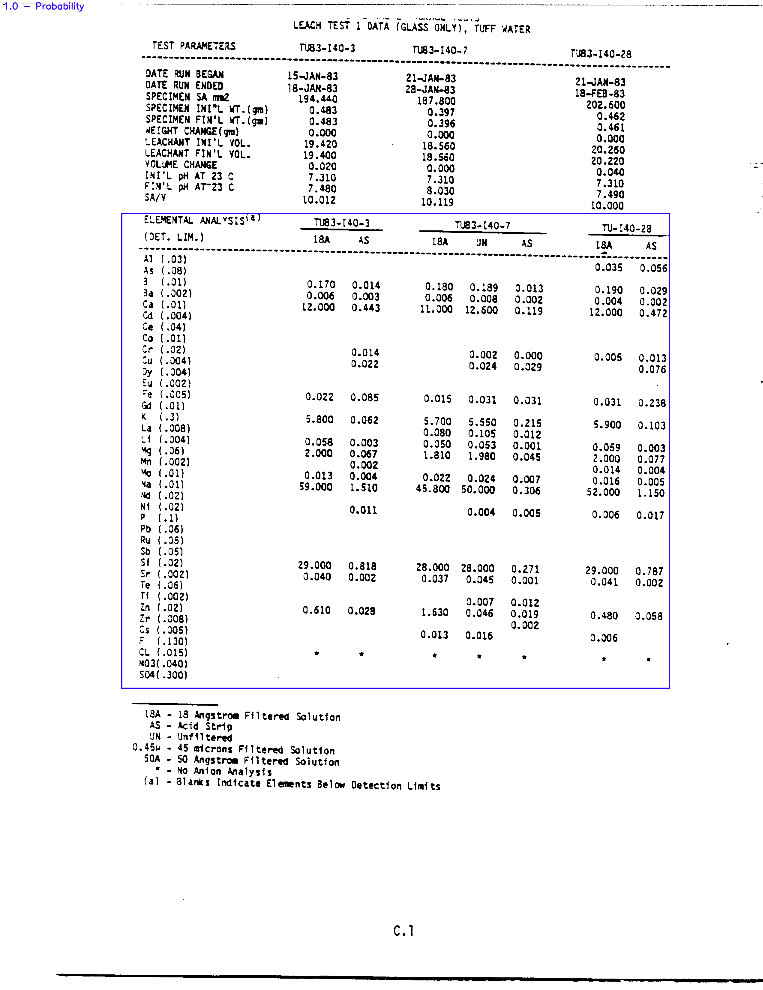 1.0 — Probability
LEACH TEST 1 DATA (GLASS ONLY), TUFF WATER
TEST PARAMETERS TU83-I40-3 TU83-I40-7 TU83-I40-28
DATE RUN BEGAN 15-JAN-83 21-JAN-83 21-JAN-83
DATE RUN ENDED 18-JAN-83 28-JAN-83 18-FEB-83
SPECIMEN SA mm2 194.440 187.800 202.600
SPECIMEN INI'L WT.(gm) 0.483 0.397 0.462
SPECIMEN FIN'L WT.(gm) 0.483 0.396 0.461
WEIGHT CHANGE(gm) 0.000 0.000 0.000
LEACHANT INI'L VOL. 19.420 18.560 20.260
LEACHANT FIN'L VOL. 19.400 18.560 20.220
VOLUME CHANGE 0.020 0.000 0.040
INI'L pH AT 23 C 7.310 7.310 7.310
FIN'L pH AT 23 C 7.480 8.030 7.490
SA/V 10.012 10.119 10.000
ELEMENTAL ANALYSIS(a) TU83-I40-3 TU83-I40-7 TU-I40-28
(DET. LIM.) 18A AS 18A UN AS 18A AS
Al (.03) 0.035 0.056
As (.08)
B (.01) 0.170 0.014 0.180 0.189 0.013 0.190 0.029
Ba (.002) 0.006 0.003 0.006 0.008 0.002 0.004 0.002
Ca (.01) 12.000 0.443 11.000 12.600 0.119 12.000 0.472
Cd (.004)
Ce (.04)
Co (.01)
Cr (.02) 0.014 0.002 0.000 0.005 0.013
Cu (.004) 0.022 0.024 0.029 0.076
Dy (.004)
Eu (.002)
Fe (.005) 0.022 0.085 0.015 0.031 0.031 0.031 0.238
Gd (.01)
K (.3) 5.800 0.062 5.700 5.550 0.215 5.900 0.103
La (.008) 0.080 0.105 0.012
Li (.004) 0.058 0.003 0.050 0.053 0.001 0.059 0.003
Mg (.06) 2.000 0.067 1.810 1.980 0.045 2.000 0.077
Mn (.002) 0.002 0.014 0.004
Mo (.01) 0.013 0.004 0.022 0.024 0.007 0.016 0.005
Na (.01) 59.000 1.510 45.800 50.000 0.306 52.000 1.150
Nd (.02)
Ni (.02) 0.011 0.004 0.005 0.006 0.017
P (.1)
Pb (.06)
Ru (.05)
Sb (.05)
Si (.02) 29.000 0.818 28.000 28.000 0.271 29.000 0.787
Sr (.002) 0.040 0.002 0.037 0.045 0.001 0.041 0.002
Te (.06)
Ti (.002) 0.007 0.012
Zn (.02) 0.610 0.028 1.630 0.046 0.019 0.480 0.058
Zr (.008) 0.002
Cs (.005) 0.013 0.016 0.006
F (.130)
CL (.015) * * * * * * *
NO3(.040)
SO4(.300)
18A - 18 Angstrom Filtered Solution
AS - Acid Strip
UN - Unfiltered
0.45µ - 45 microns Filtered Solution
50A - 50 Angstrom Filtered Solution
* - No Anion Analysis
(a) - Blanks Indicate Elements Below Detection Limits
C.1